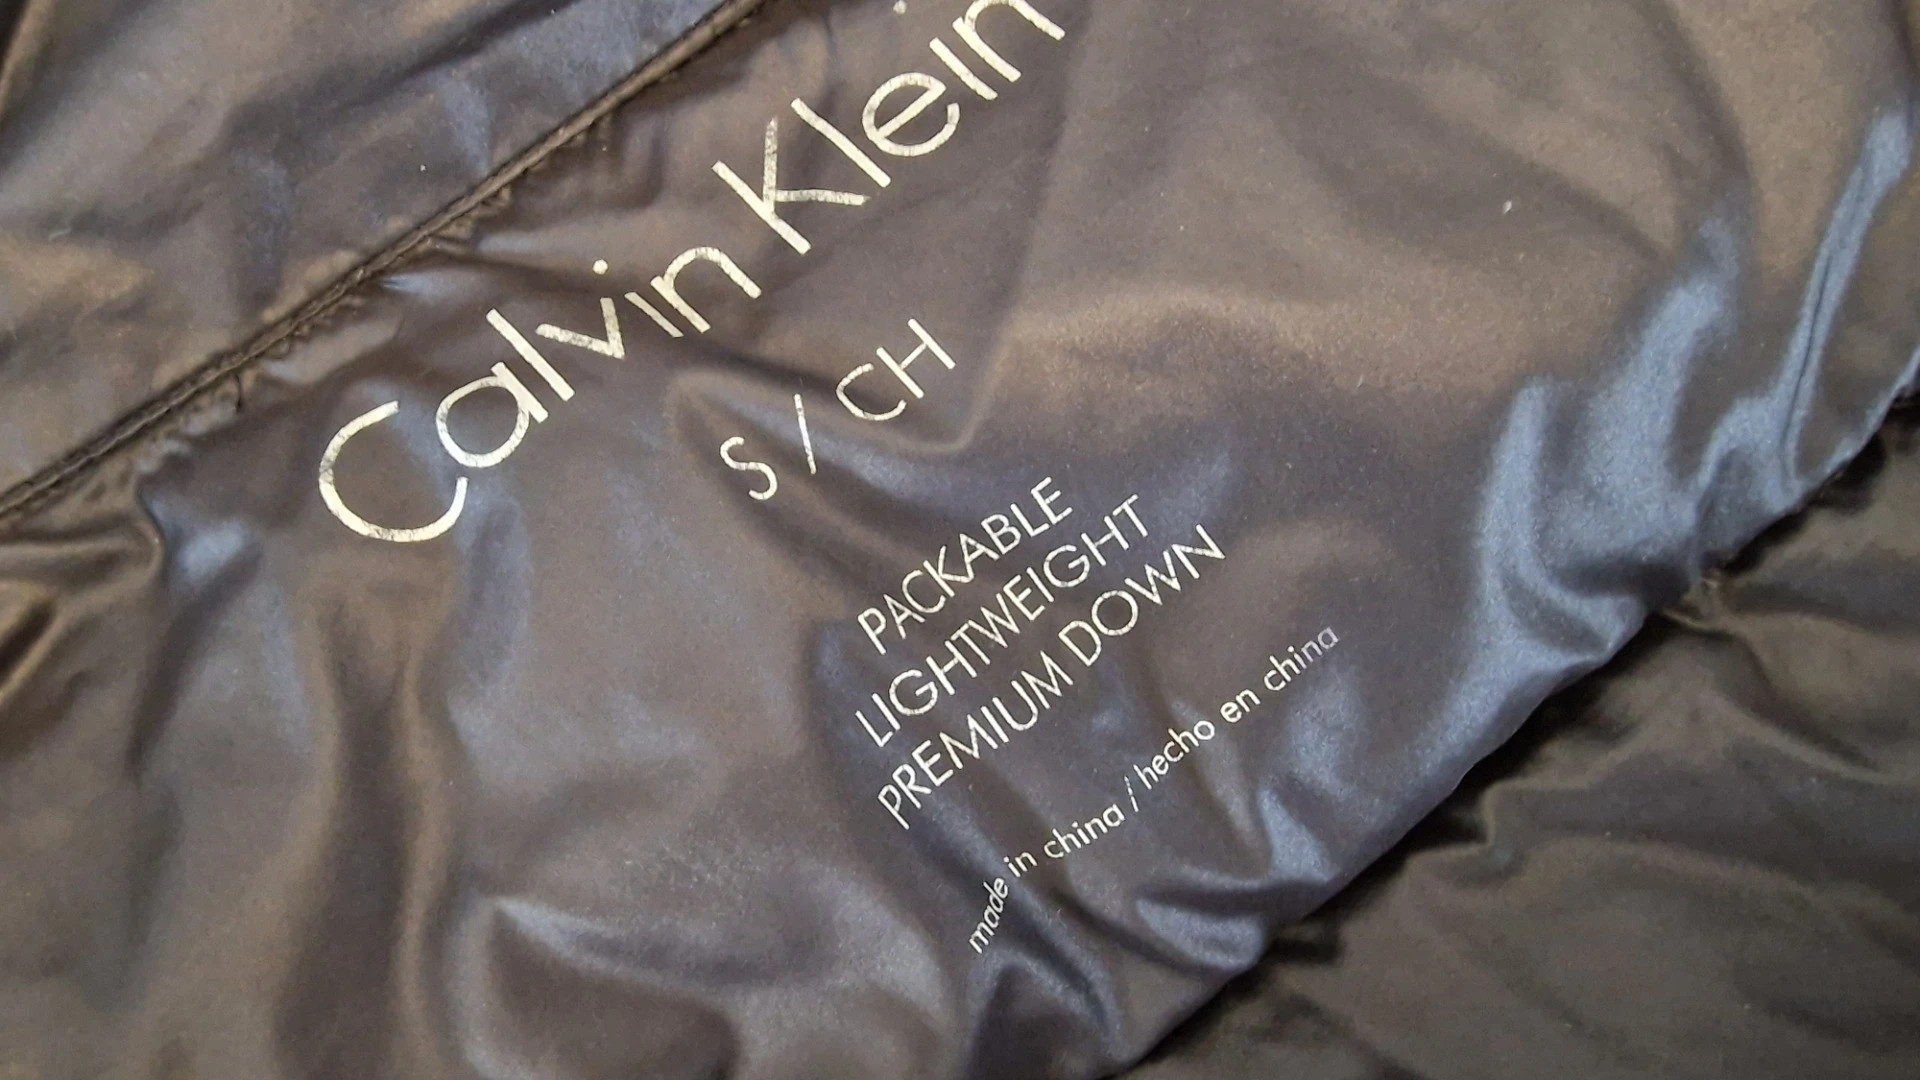 Calvin Klein
S / CH
PACKABLE
LIGHTWEIGHT
PREMIUM DOWN
made in china / hecho en china